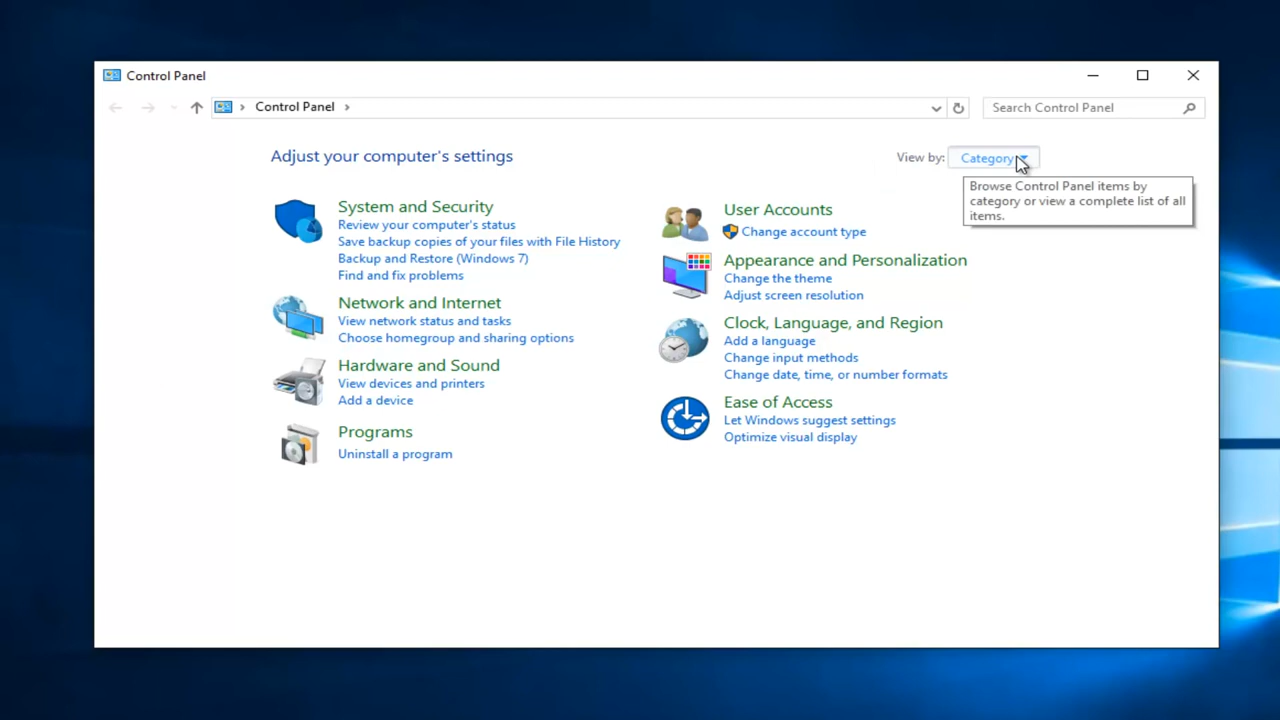 Control Panel
Control Panel
Search Control Panel
Adjust your computer's settings
View by:
Category
Browse Control Panel items by
category or view a complete list of all
items.
System and Security
Review your computer's status
Save backup copies of your files with File History
Backup and Restore (Windows 7)
Find and fix problems
Network and Internet
View network status and tasks
Choose homegroup and sharing options
Hardware and Sound
View devices and printers
Add a device
Programs
Uninstall a program
User Accounts
Change account type
Appearance and Personalization
Change the theme
Adjust screen resolution
Clock, Language, and Region
Add a language
Change input methods
Change date, time, or number formats
Ease of Access
Let Windows suggest settings
Optimize visual display